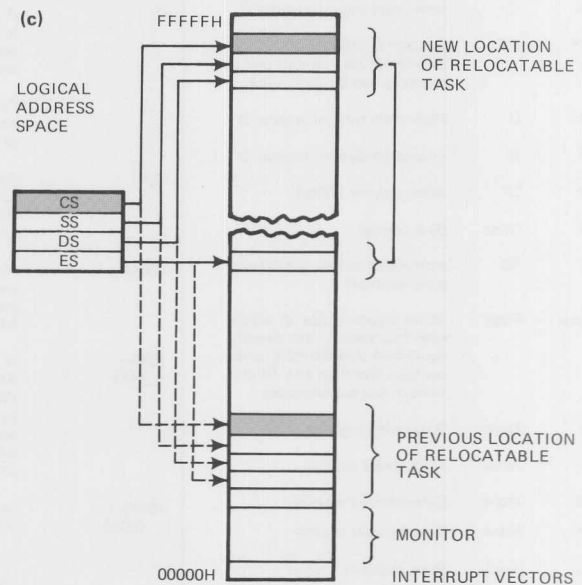 (c)
FFFFFH
NEW LOCATION
OF RELOCATABLE
TASK
LOGICAL
ADDRESS
SPACE
CS
SS
DS
ES
PREVIOUS LOCATION
OF RELOCATABLE
TASK
MONITOR
00000H
INTERRUPT VECTORS